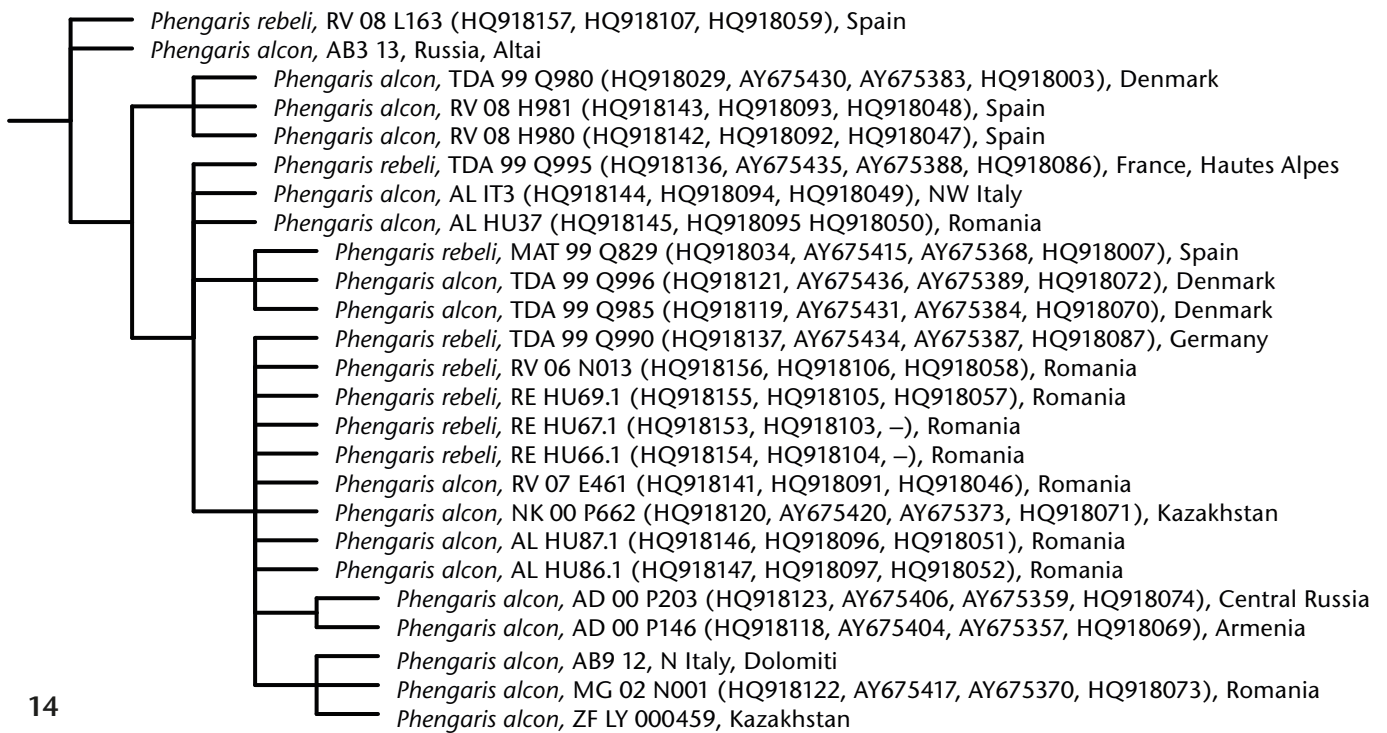 Phengaris rebeli, RV 08 L163 (HQ918157, HQ918107, HQ918059), Spain
Phengaris alcon, AB3 13, Russia, Altai
Phengaris alcon, TDA 99 Q980 (HQ918029, AY675430, AY675383, HQ918003), Denmark
Phengaris alcon, RV 08 H981 (HQ918143, HQ918093, HQ918048), Spain
Phengaris alcon, RV 08 H980 (HQ918142, HQ918092, HQ918047), Spain
Phengaris rebeli, TDA 99 Q995 (HQ918136, AY675435, AY675388, HQ918086), France, Hautes Alpes
Phengaris alcon, AL IT3 (HQ918144, HQ918094, HQ918049), NW Italy
Phengaris alcon, AL HU37 (HQ918145, HQ918095 HQ918050), Romania
Phengaris rebeli, MAT 99 Q829 (HQ918034, AY675415, AY675368, HQ918007), Spain
Phengaris alcon, TDA 99 Q996 (HQ918121, AY675436, AY675389, HQ918072), Denmark
Phengaris alcon, TDA 99 Q985 (HQ918119, AY675431, AY675384, HQ918070), Denmark
Phengaris rebeli, TDA 99 Q990 (HQ918137, AY675434, AY675387, HQ918087), Germany
Phengaris rebeli, RV 06 N013 (HQ918156, HQ918106, HQ918058), Romania
Phengaris rebeli, RE HU69.1 (HQ918155, HQ918105, HQ918057), Romania
Phengaris rebeli, RE HU67.1 (HQ918153, HQ918103, –), Romania
Phengaris rebeli, RE HU66.1 (HQ918154, HQ918104, –), Romania
Phengaris alcon, RV 07 E461 (HQ918141, HQ918091, HQ918046), Romania
Phengaris alcon, NK 00 P662 (HQ918120, AY675420, AY675373, HQ918071), Kazakhstan
Phengaris alcon, AL HU87.1 (HQ918146, HQ918096, HQ918051), Romania
Phengaris alcon, AL HU86.1 (HQ918147, HQ918097, HQ918052), Romania
Phengaris alcon, AD 00 P203 (HQ918123, AY675406, AY675359, HQ918074), Central Russia
Phengaris alcon, AD 00 P146 (HQ918118, AY675404, AY675357, HQ918069), Armenia
Phengaris alcon, AB9 12, N Italy, Dolomiti
Phengaris alcon, MG 02 N001 (HQ918122, AY675417, AY675370, HQ918073), Romania
Phengaris alcon, ZF LY 000459, Kazakhstan
14